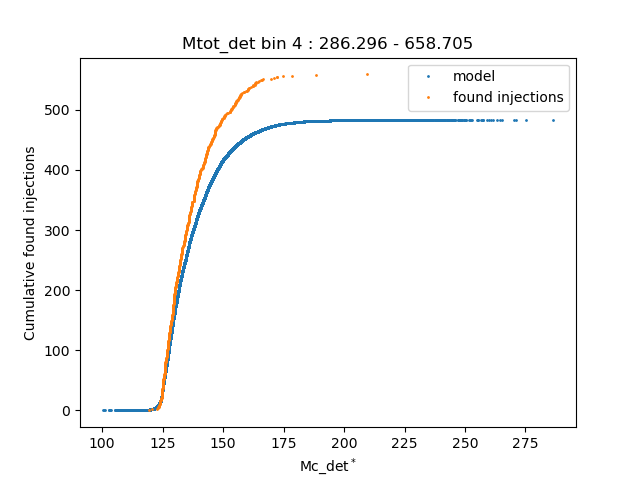 Mtot_det bin 4 : 286.296 - 658.705
model
found injections
500
400
300
200
100
0
Cumulative found injections
100
125
150
175
200
225
250
275
Mc_det*